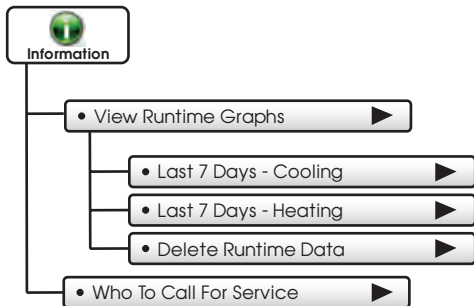 Information
• View Runtime Graphs
• Last 7 Days - Cooling
• Last 7 Days - Heating
• Delete Runtime Data
• Who To Call For Service